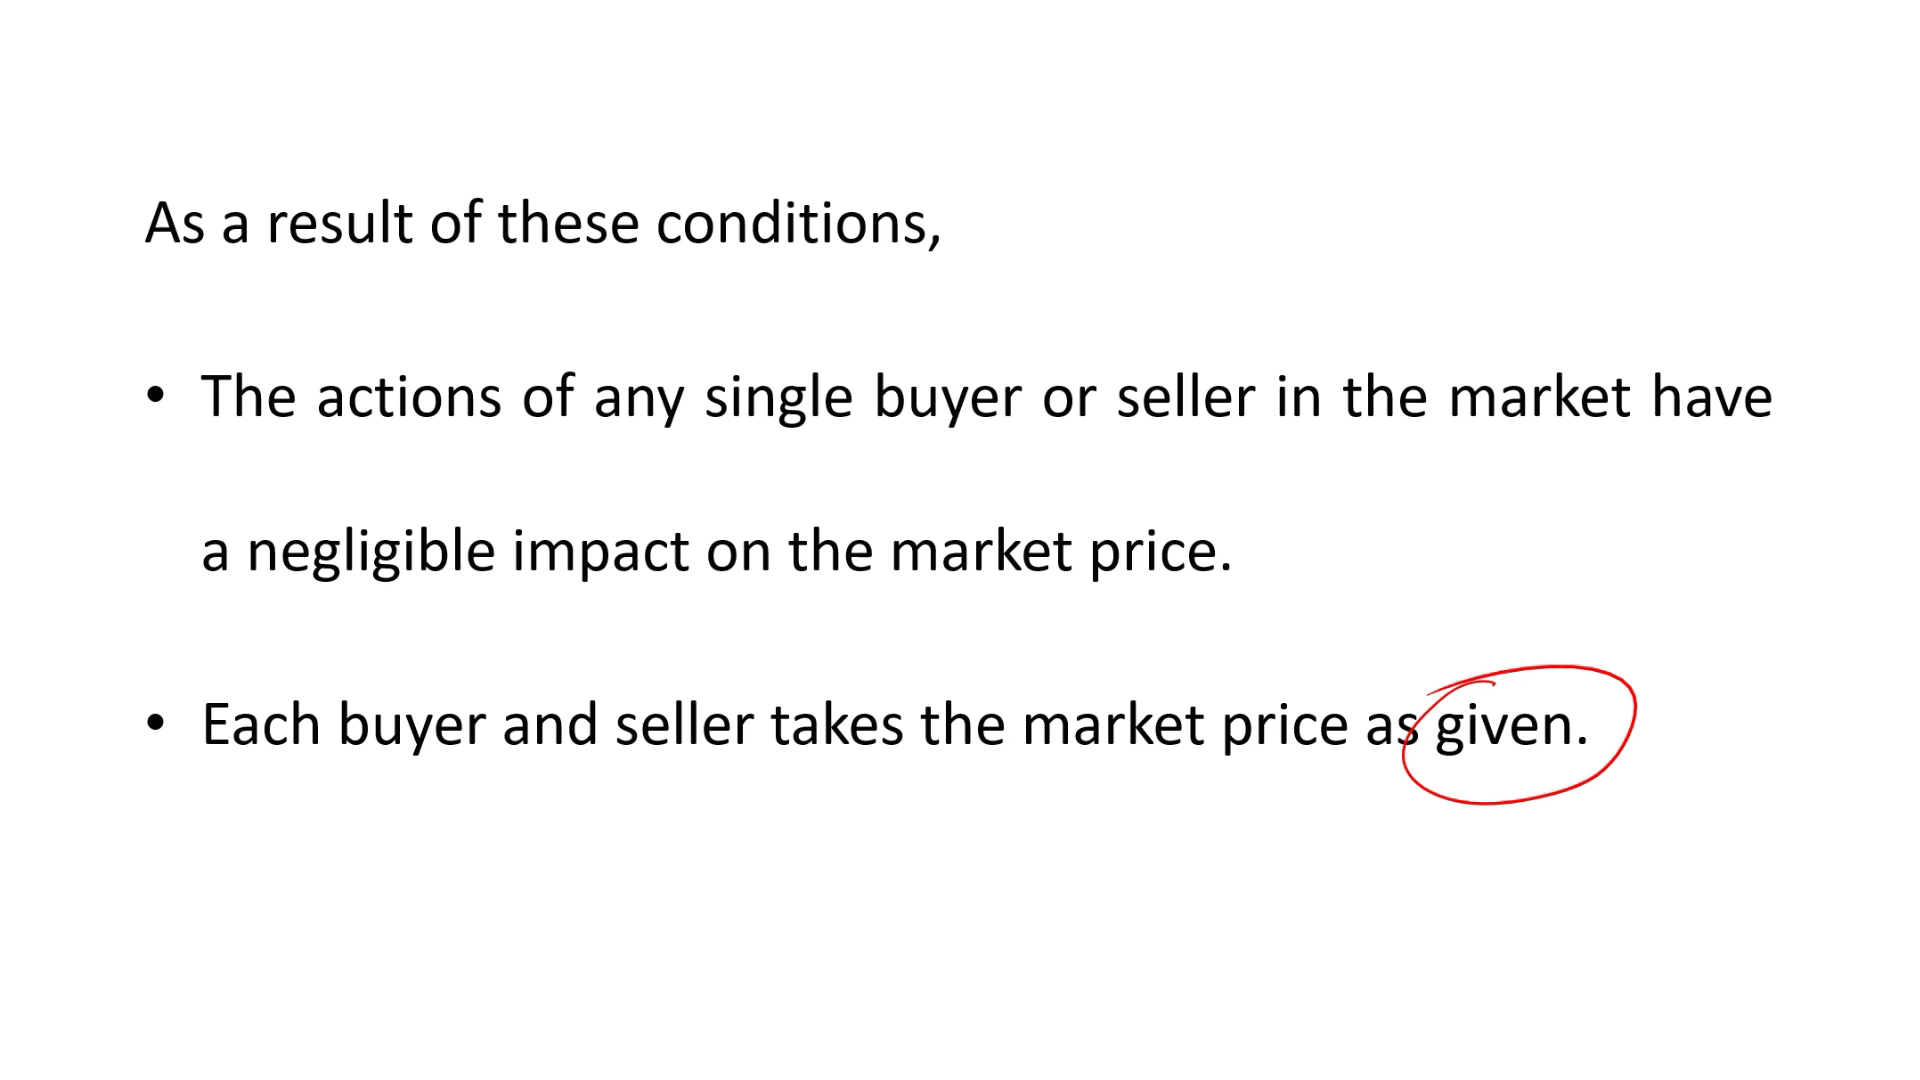 As a result of these conditions,
• The actions of any single buyer or seller in the market have
a negligible impact on the market price.
• Each buyer and seller takes the market price as given.